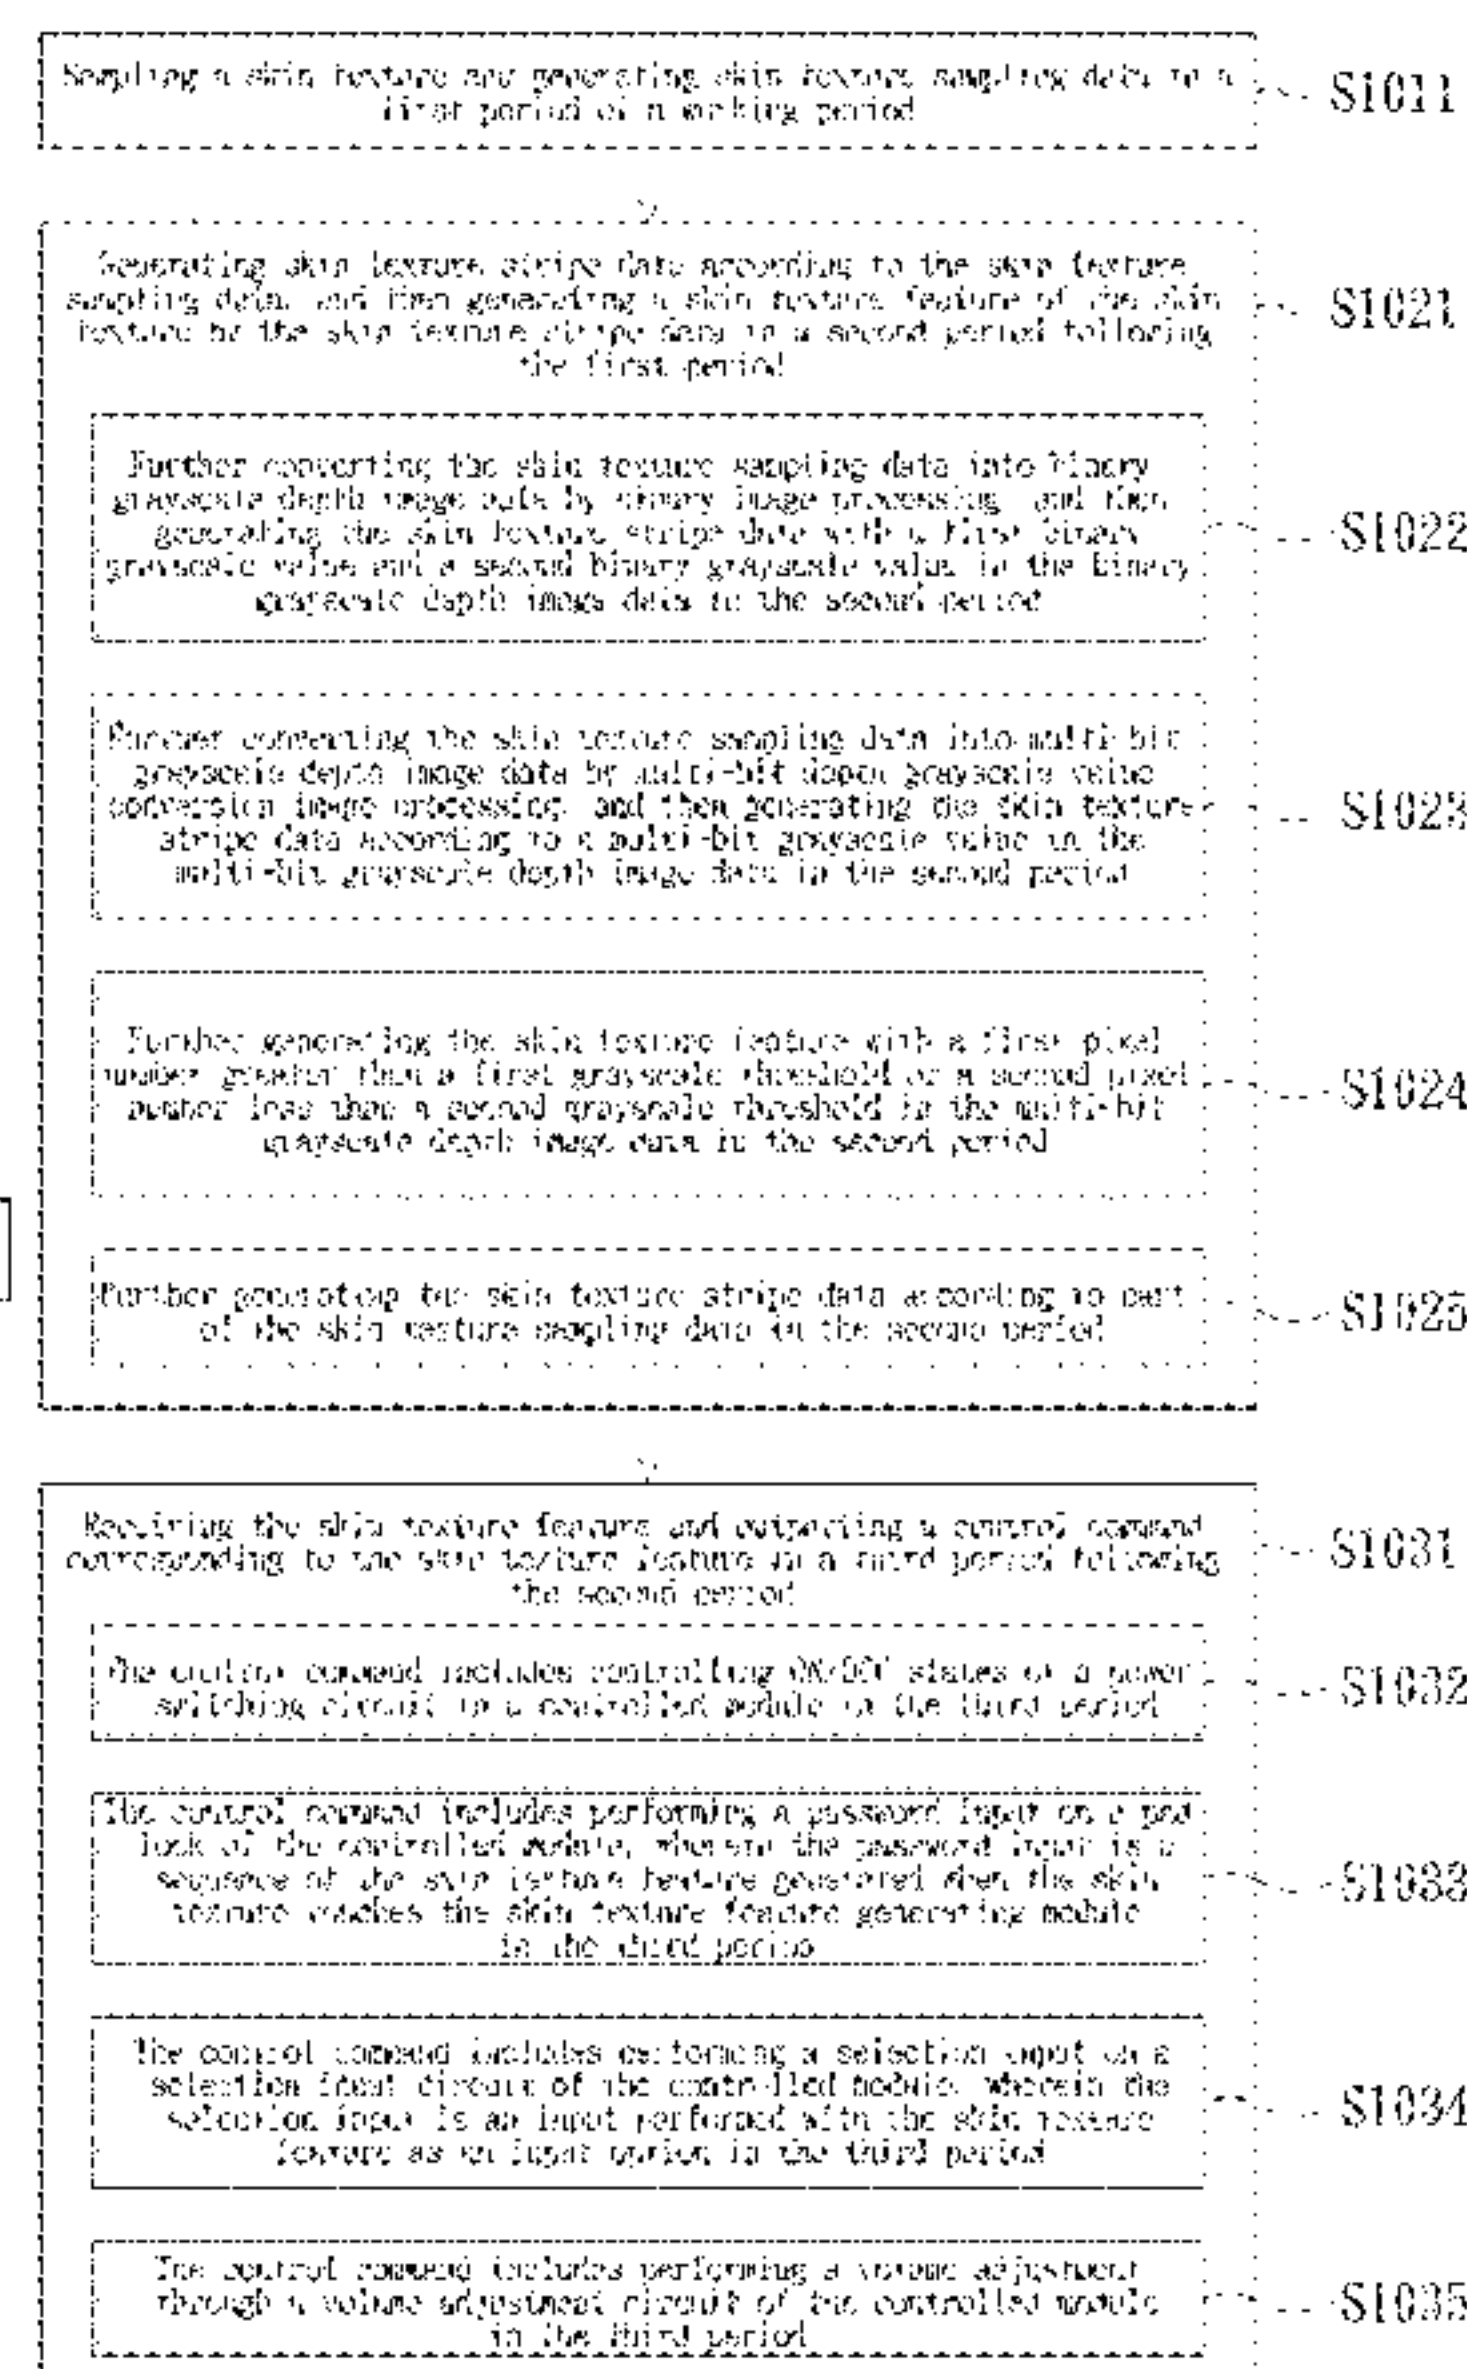 Sampling a skin texture and generating skin texture sampling data in a
first period of a working period
S1011
Generating skin texture stripe data according to the skin texture
sampling data, and then generating a skin texture feature of the skin
texture by the skin texture stripe data in a second period following
the first period
S1021
Further converting the skin texture sampling data into binary
grayscale depth image data by binary image processing, and then
generating the skin texture stripe data with a first binary
grayscale value and a second binary grayscale value in the binary
grayscale depth image data in the second period
S1022
Further converting the skin texture sampling data into multi-bit
grayscale depth image data by multi-bit depth grayscale value
conversion image processing, and then generating the skin texture
stripe data according to a multi-bit grayscale value in the
multi-bit grayscale depth image data in the second period
S1023
Further generating the skin texture feature with a first pixel
number greater than a first grayscale threshold or a second pixel
number less than a second grayscale threshold in the multi-bit
grayscale depth image data in the second period
S1024
Further generating the skin texture stripe data according to part
of the skin texture sampling data in the second period
S1025
Receiving the skin texture feature and outputting a control command
corresponding to the skin texture feature in a third period following
the second period
S1031
The control command includes controlling ON/OFF states of a power
switching circuit in a controlled module in the third period
S1032
The control command includes performing a password input on a pad
lock of the controlled module, wherein the password input is a
sequence of the skin texture feature generated when the skin
texture touches the skin texture feature generating module
in the third period
S1033
The control command includes performing a selection input on a
selection input circuit of the controlled module, wherein the
selection input is an input performed with the skin texture
feature as an input option in the third period
S1034
The control command includes performing a volume adjustment
through a volume adjustment circuit of the controlled module
in the third period
S1035